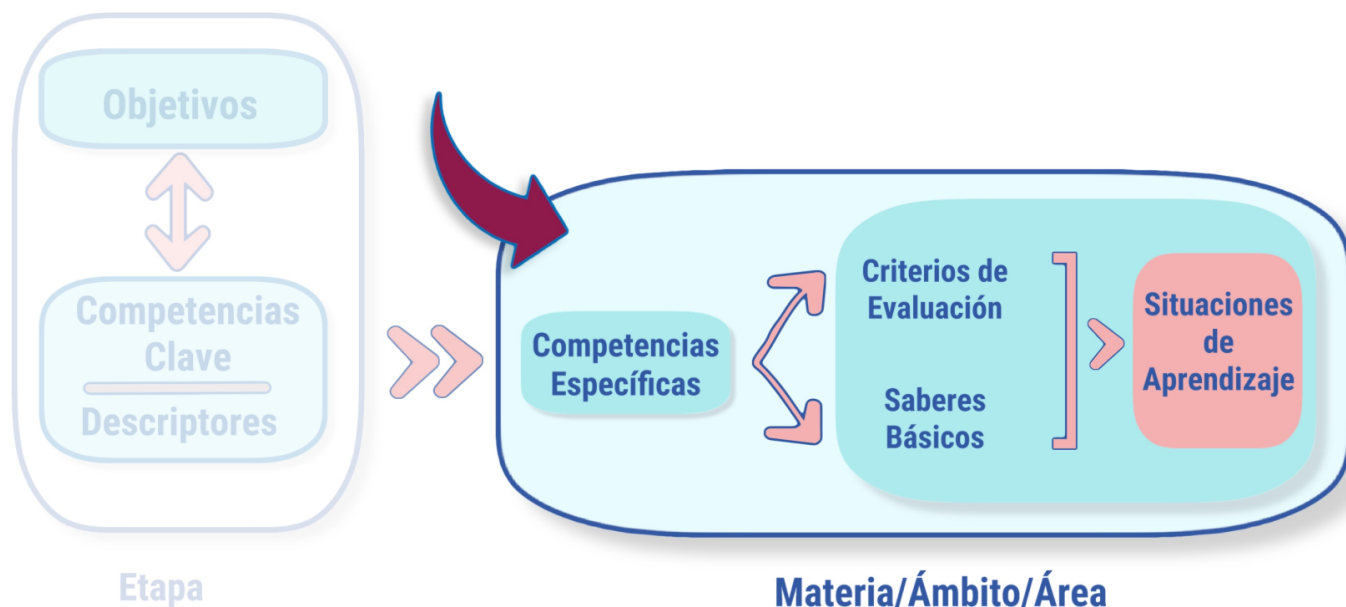 Objetivos
Competencias
Clave
Descriptores
Etapa
Competencias
Específicas
Criterios de
Evaluación
Saberes
Básicos
Situaciones
de
Aprendizaje
Materia/Ámbito/Área